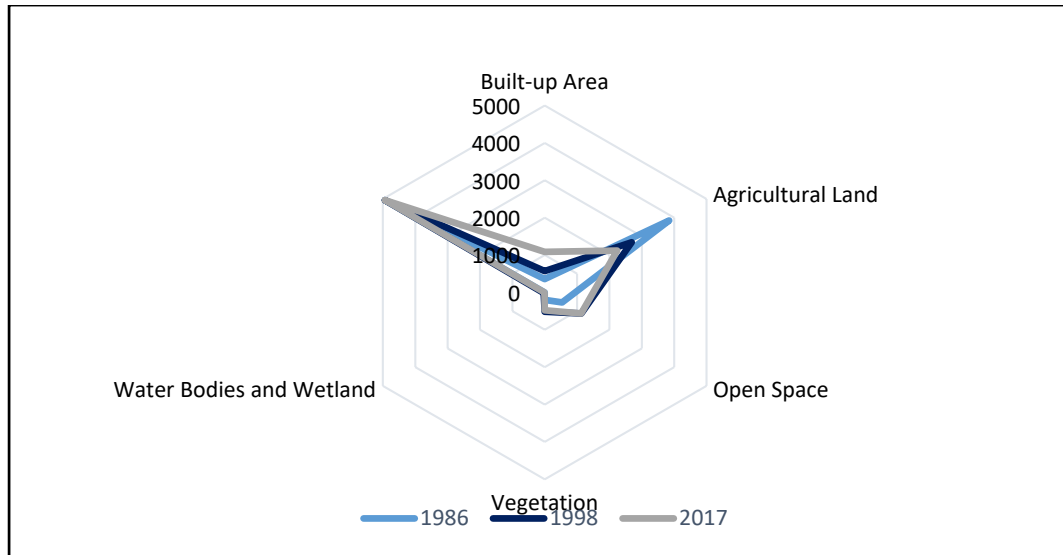 Built-up Area
5000
4000
3000
2000
1000
0
Agricultural Land
Open Space
Vegetation
Water Bodies and Wetland
1986
1998
2017